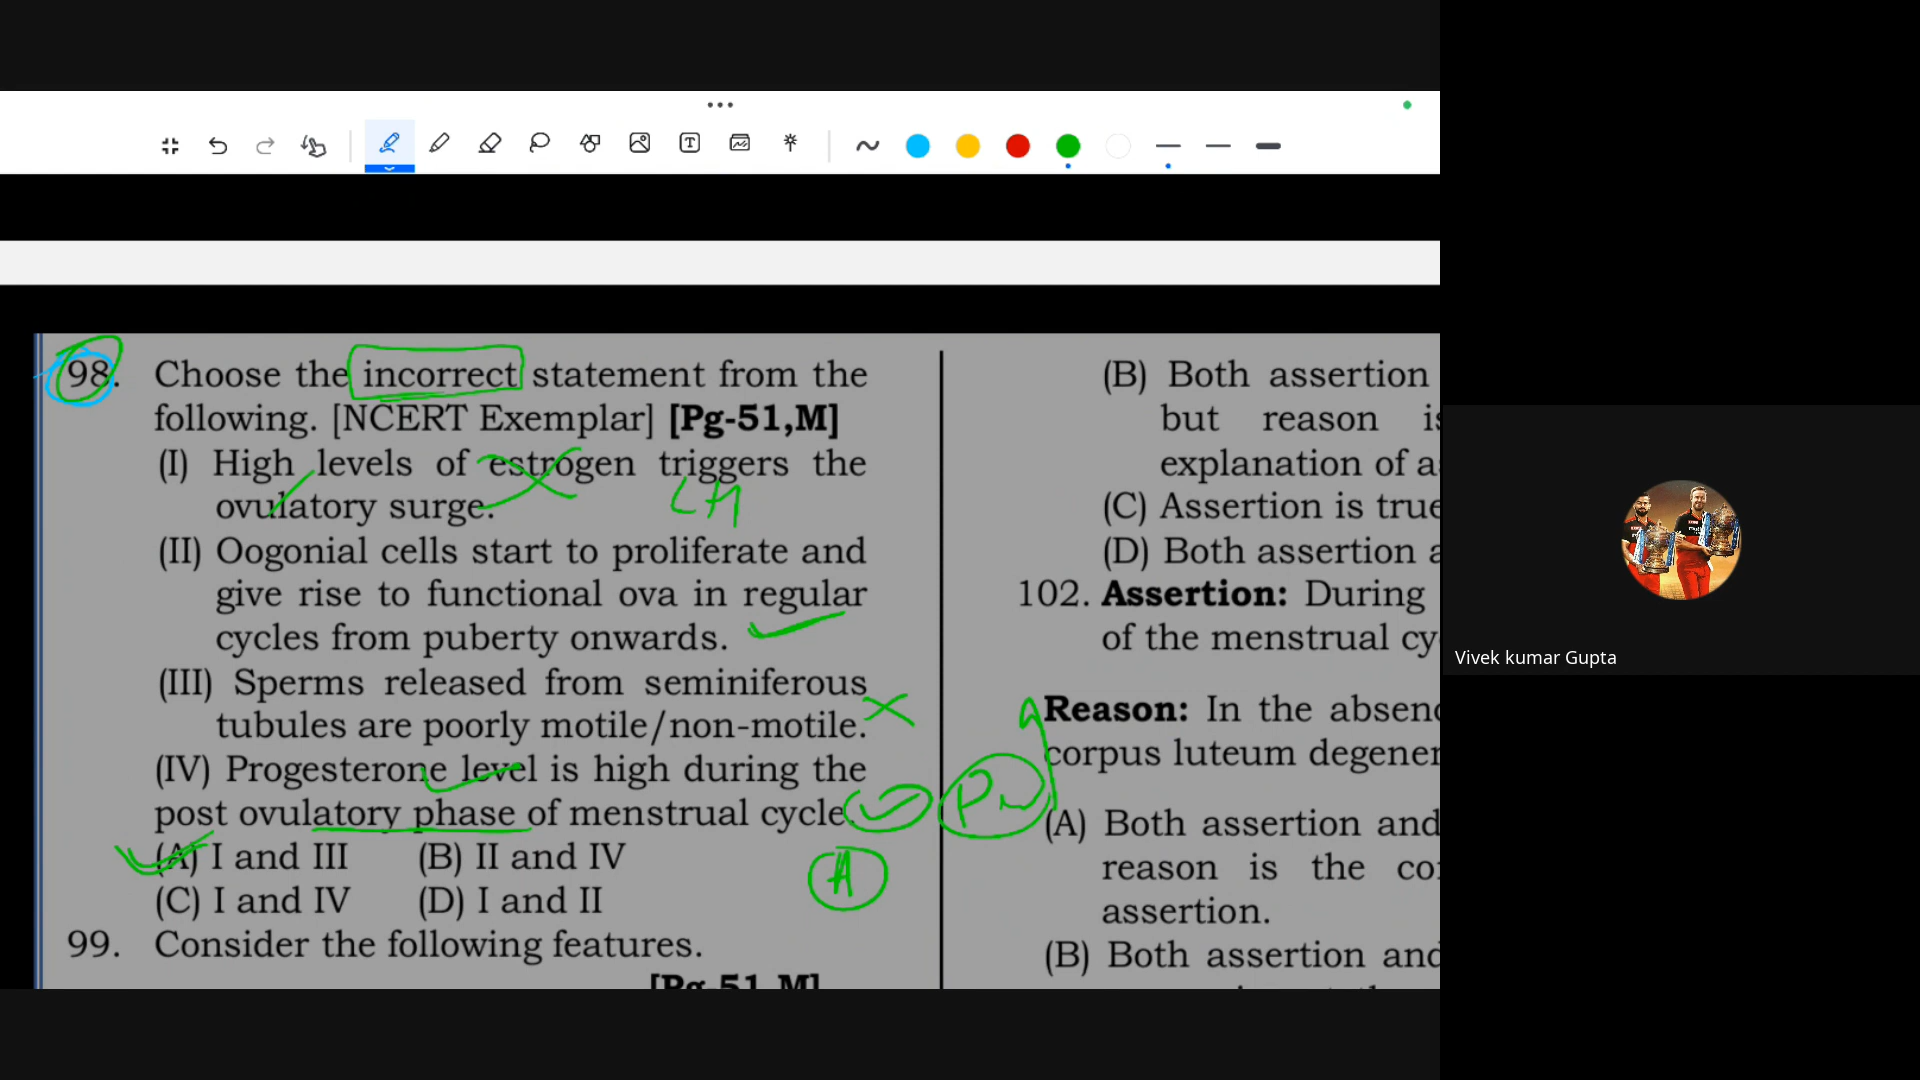 98. Choose the incorrect statement from the
following. [NCERT Exemplar] [Pg-51,M]
(I) High levels of estrogen triggers the
ovulatory surge.
LH
(II) Oogonial cells start to proliferate and
give rise to functional ova in regular
cycles from puberty onwards.
(III) Sperms released from seminiferous
tubules are poorly motile/non-motile.
(IV) Progesterone level is high during the
post ovulatory phase of menstrual cycle
(A) I and III (B) II and IV
A
(C) I and IV (D) I and II
99. Consider the following features.
[Pg-51,M]
(B) Both assertion
but reason is
explanation of a
(C) Assertion is true
(D) Both assertion a
102. Assertion: During
of the menstrual cy
Reason: In the absenc
corpus luteum degener
(A) Both assertion and
reason is the co
assertion.
(B) Both assertion and
Vivek kumar Gupta